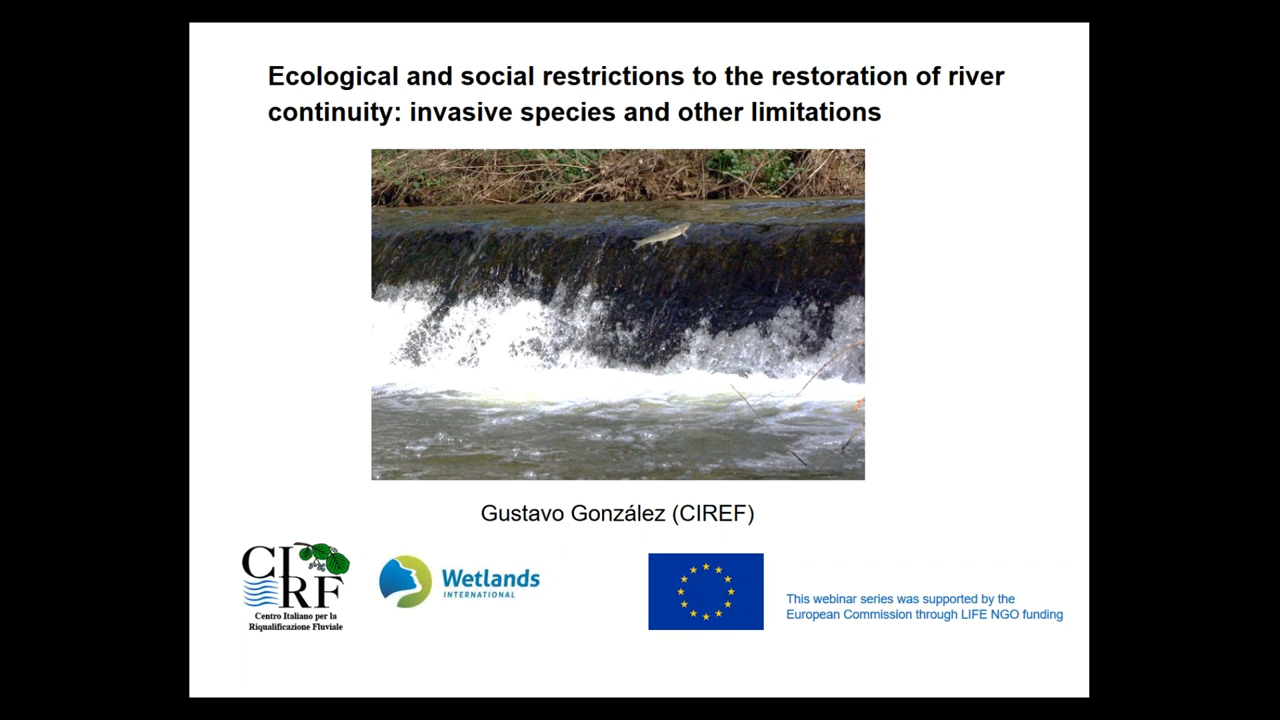 Ecological and social restrictions to the restoration of river
continuity: invasive species and other limitations
Gustavo González (CIREF)
CIRF
Centro Italiano per la
Riqualificazione Fluviale
Wetlands
INTERNATIONAL
This webinar series was supported by the
European Commission through LIFE NGO funding